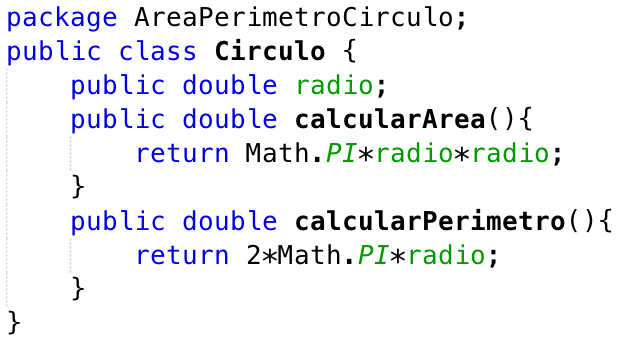 package AreaPerimetroCirculo;
public class Circulo {
    public double radio;
    public double calcularArea(){
        return Math.PI*radio*radio;
    }
    public double calcularPerimetro(){
        return 2*Math.PI*radio;
    }
}